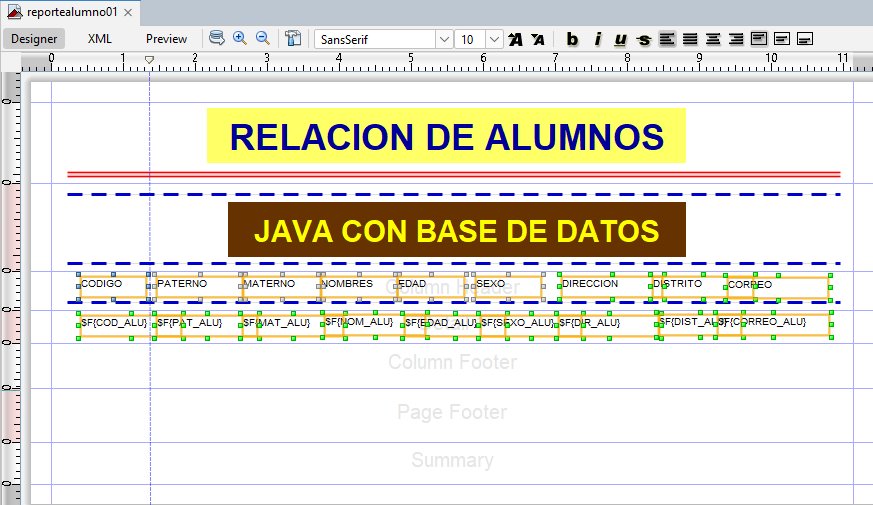 reportealumno01
Designer XML Preview SansSerif 10 A A b i u s
0 1 2 3 4 5 6 7 8 9 10 11
RELACION DE ALUMNOS
JAVA CON BASE DE DATOS
CODIGO PATERNO MATERNO NOMBRES EDAD SEXO DIRECCION DISTRITO CORREO
Column Header
$F{COD_ALU} $F{PAT_ALU} $F{MAT_ALU} $F{NOM_ALU} $F{EDAD_ALU} $F{SEXO_ALU} $F{DIR_ALU} $F{DIST_AL $F{CORREO_ALU}
Column Footer
Page Footer
Summary